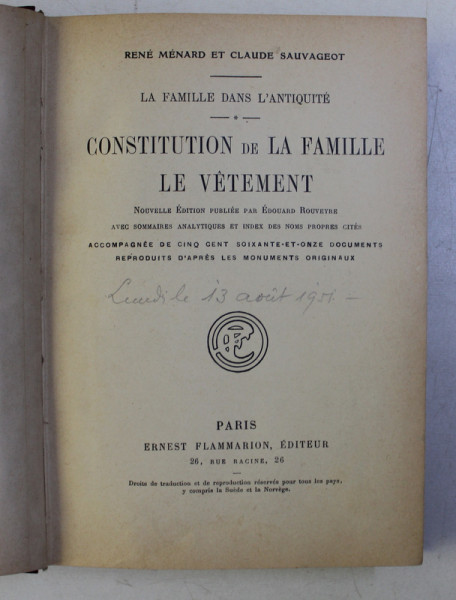 RENÉ MÉNARD ET CLAUDE SAUVAGEOT
LA FAMILLE DANS L'ANTIQUITÉ
CONSTITUTION DE LA FAMILLE
LE VÊTEMENT
NOUVELLE ÉDITION PUBLIÉE PAR ÉDOUARD ROUVEYRE
AVEC SOMMAIRES ANALYTIQUES ET INDEX DES NOMS PROPRES CITÉS
ACCOMPAGNÉE DE CINQ CENT SOIXANTE-ET-ONZE DOCUMENTS
REPRODUITS D'APRÈS LES MONUMENTS ORIGINAUX
Lundi le 13 août 1951 –
PARIS
ERNEST FLAMMARION, ÉDITEUR
26, RUE RACINE, 26
Droits de traduction et de reproduction réservés pour tous les pays,
y compris la Suède et la Norvège.